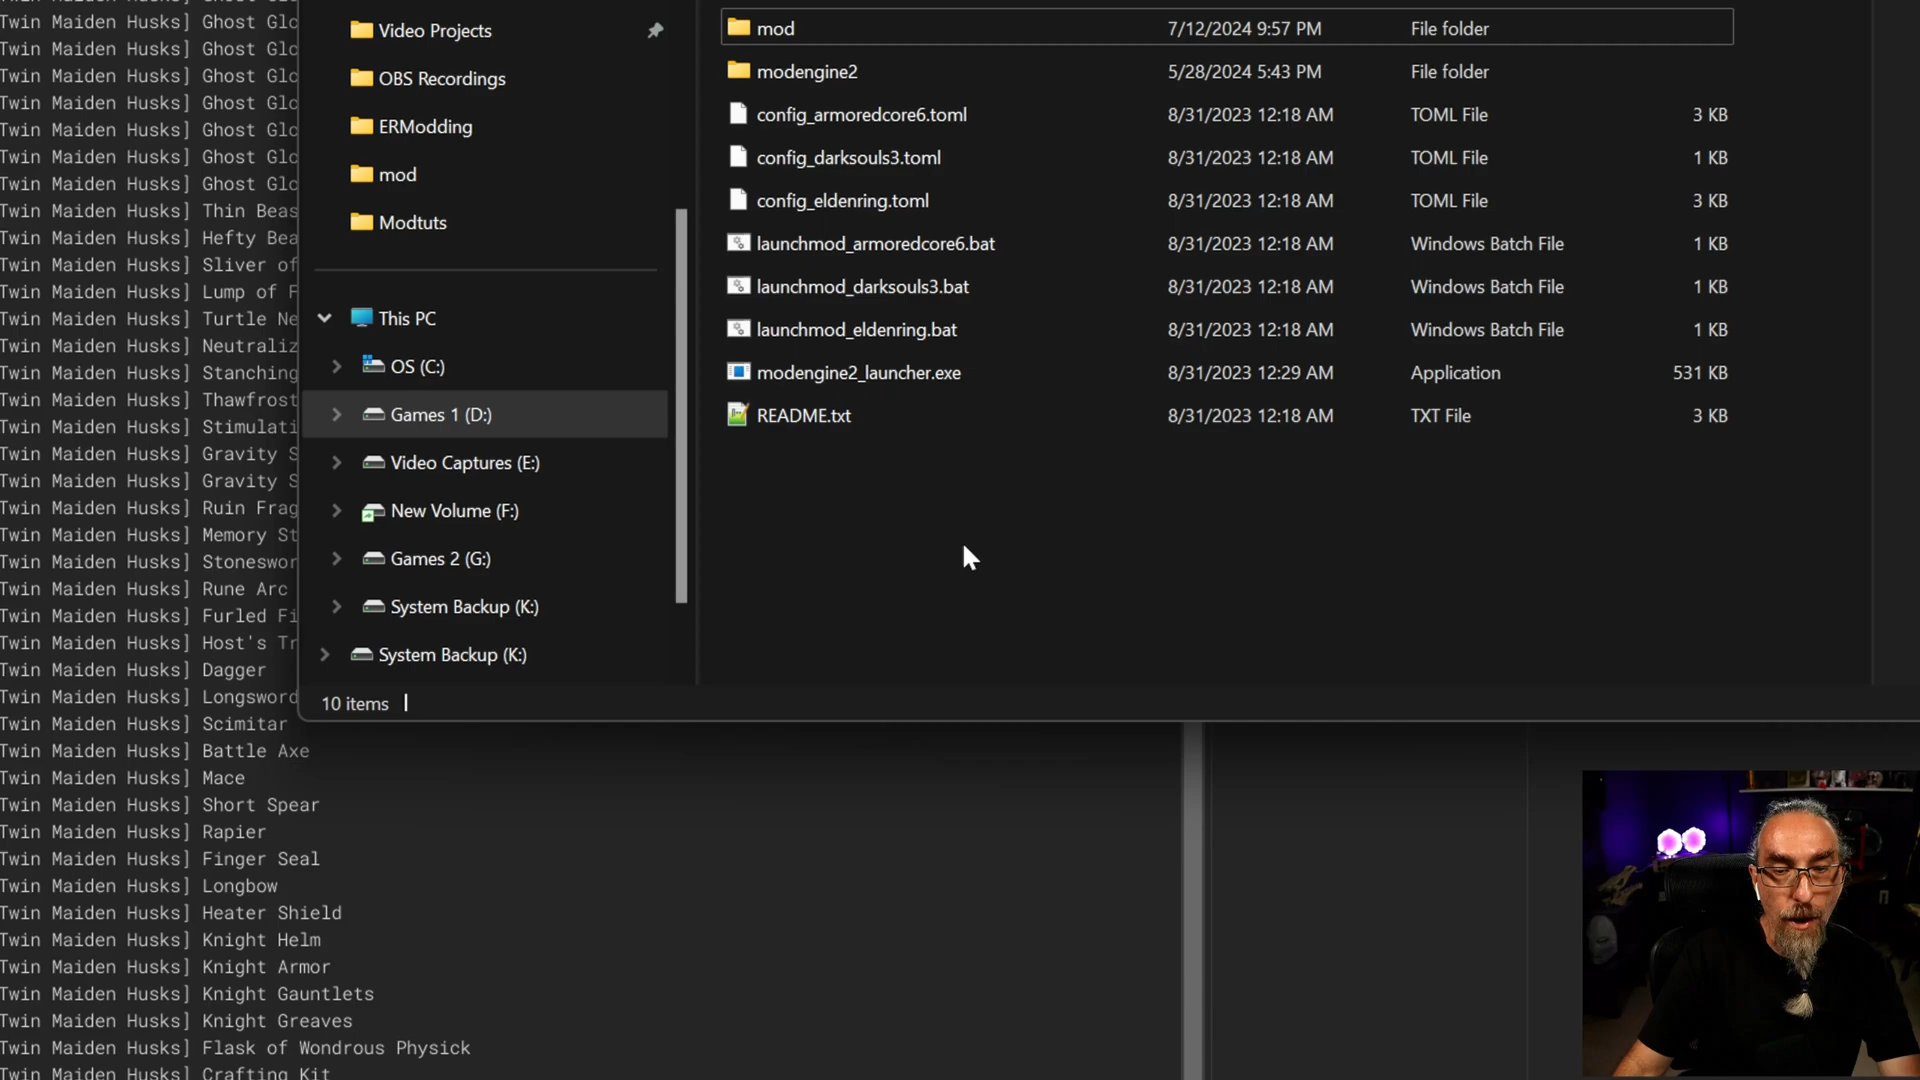 Twin Maiden Husks] Ghost Glo
Twin Maiden Husks] Ghost Glo
Twin Maiden Husks] Ghost Glo
Twin Maiden Husks] Ghost Glo
Twin Maiden Husks] Ghost Glo
Twin Maiden Husks] Ghost Glo
Twin Maiden Husks] Ghost Glo
Twin Maiden Husks] Thin Beas
Twin Maiden Husks] Hefty Bea
Twin Maiden Husks] Sliver of
Twin Maiden Husks] Lump of F
Twin Maiden Husks] Turtle Ne
Twin Maiden Husks] Neutraliz
Twin Maiden Husks] Stanching
Twin Maiden Husks] Thawfrost
Twin Maiden Husks] Stimulati
Twin Maiden Husks] Gravity S
Twin Maiden Husks] Gravity S
Twin Maiden Husks] Ruin Frag
Twin Maiden Husks] Memory St
Twin Maiden Husks] Stoneswor
Twin Maiden Husks] Rune Arc
Twin Maiden Husks] Furled Fi
Twin Maiden Husks] Host's Tr
Twin Maiden Husks] Dagger
Twin Maiden Husks] Longsword
Twin Maiden Husks] Scimitar
Twin Maiden Husks] Battle Axe
Twin Maiden Husks] Mace
Twin Maiden Husks] Short Spear
Twin Maiden Husks] Rapier
Twin Maiden Husks] Finger Seal
Twin Maiden Husks] Longbow
Twin Maiden Husks] Heater Shield
Twin Maiden Husks] Knight Helm
Twin Maiden Husks] Knight Armor
Twin Maiden Husks] Knight Gauntlets
Twin Maiden Husks] Knight Greaves
Twin Maiden Husks] Flask of Wondrous Physick
Twin Maiden Husks] Crafting Kit
Video Projects
OBS Recordings
ERModding
mod
Modtuts
This PC
OS (C:)
Games 1 (D:)
Video Captures (E:)
New Volume (F:)
Games 2 (G:)
System Backup (K:)
System Backup (K:)
10 items
mod 7/12/2024 9:57 PM File folder
modengine2 5/28/2024 5:43 PM File folder
config_armoredcore6.toml 8/31/2023 12:18 AM TOML File 3 KB
config_darksouls3.toml 8/31/2023 12:18 AM TOML File 1 KB
config_eldenring.toml 8/31/2023 12:18 AM TOML File 3 KB
launchmod_armoredcore6.bat 8/31/2023 12:18 AM Windows Batch File 1 KB
launchmod_darksouls3.bat 8/31/2023 12:18 AM Windows Batch File 1 KB
launchmod_eldenring.bat 8/31/2023 12:18 AM Windows Batch File 1 KB
modengine2_launcher.exe 8/31/2023 12:29 AM Application 531 KB
README.txt 8/31/2023 12:18 AM TXT File 3 KB